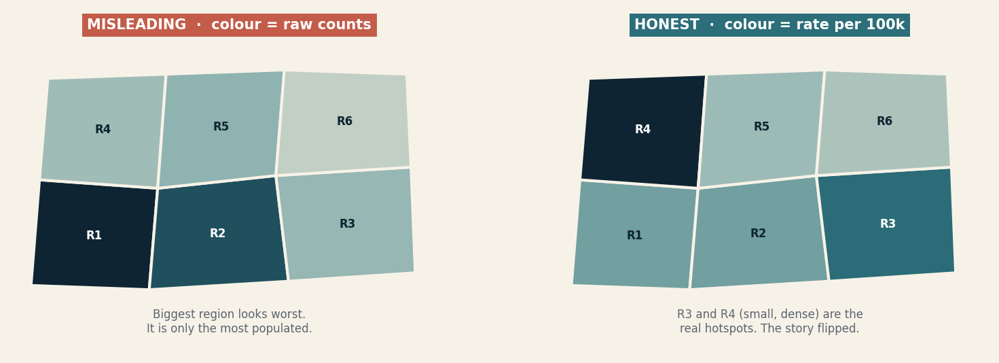 MISLEADING · colour = raw counts
R4
R5
R6
R1
R2
R3
Biggest region looks worst.
It is only the most populated.
HONEST · colour = rate per 100k
R4
R5
R6
R1
R2
R3
R3 and R4 (small, dense) are the
real hotspots. The story flipped.